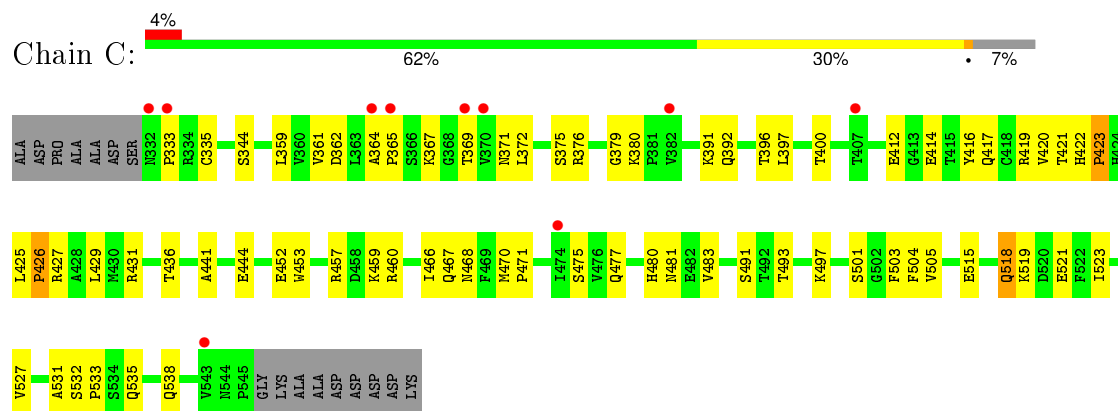 4%
Chain C:
62% 30% • 7%
ALA ASP PRO ALA ALA ASP SER N332 P333 R334 C335 S344 L359 V360 V361 D362 L363 A364 P365 S366 K367 G368 T369 V370 N371 L372 S375 R376 G379 K380 P381 V382 K391 Q392 T396 L397 T400 T407 E412 G413 E414 T415 Y416 Q417 C418 R419 V420 T421 H422 P423 H424
L425 P426 R427 A428 L429 M430 R431 T436 A441 E444 E452 W453 R457 D458 K459 R460 I466 Q467 N468 F469 M470 P471 I474 S475 V476 Q477 H480 N481 E482 V483 S491 T492 T493 K497 S501 G502 F503 F504 V505 E515 Q518 K519 D520 E521 F522 I523
V527 A531 S532 P533 S534 Q535 Q538 V543 N544 P545 GLY LYS ALA ALA ASP ASP ASP ASP LYS